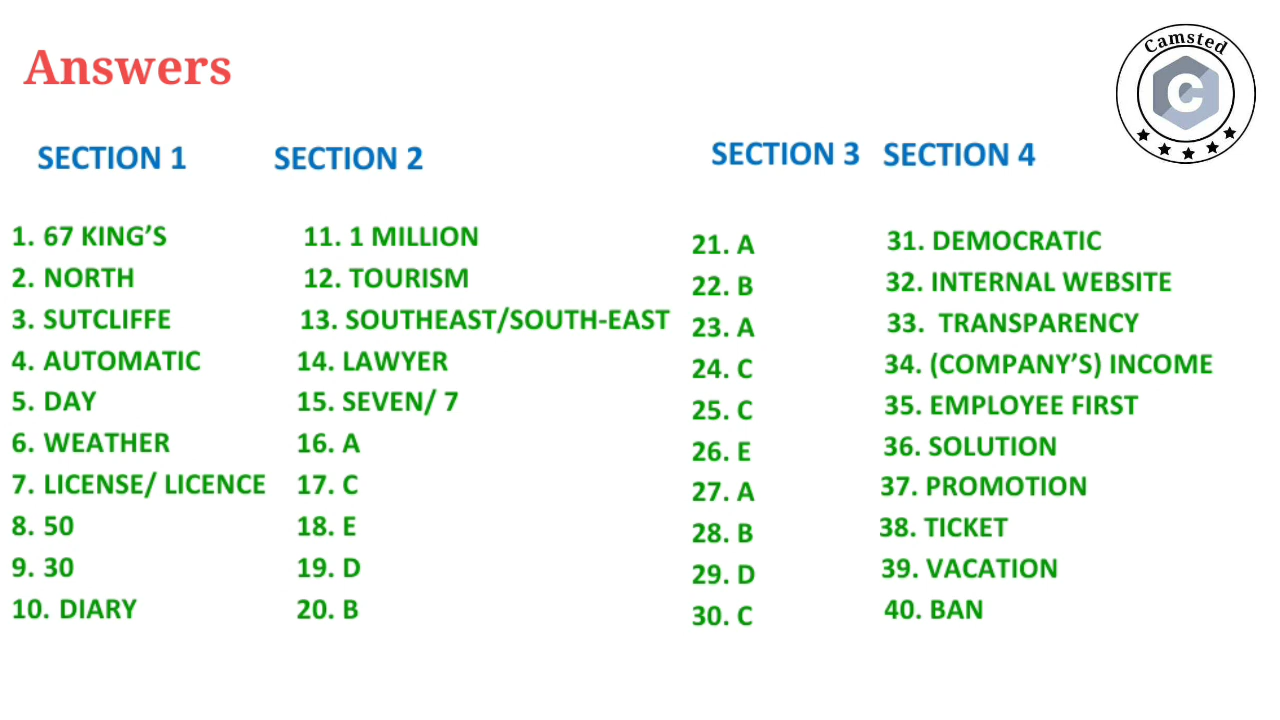 Answers
Camsted
C
SECTION 1
1. 67 KING'S
2. NORTH
3. SUTCLIFFE
4. AUTOMATIC
5. DAY
6. WEATHER
7. LICENSE/ LICENCE
8. 50
9. 30
10. DIARY
SECTION 2
11. 1 MILLION
12. TOURISM
13. SOUTHEAST/SOUTH-EAST
14. LAWYER
15. SEVEN/ 7
16. A
17. C
18. E
19. D
20. B
SECTION 3
21. A
22. B
23. A
24. C
25. C
26. E
27. A
28. B
29. D
30. C
SECTION 4
31. DEMOCRATIC
32. INTERNAL WEBSITE
33. TRANSPARENCY
34. (COMPANY'S) INCOME
35. EMPLOYEE FIRST
36. SOLUTION
37. PROMOTION
38. TICKET
39. VACATION
40. BAN